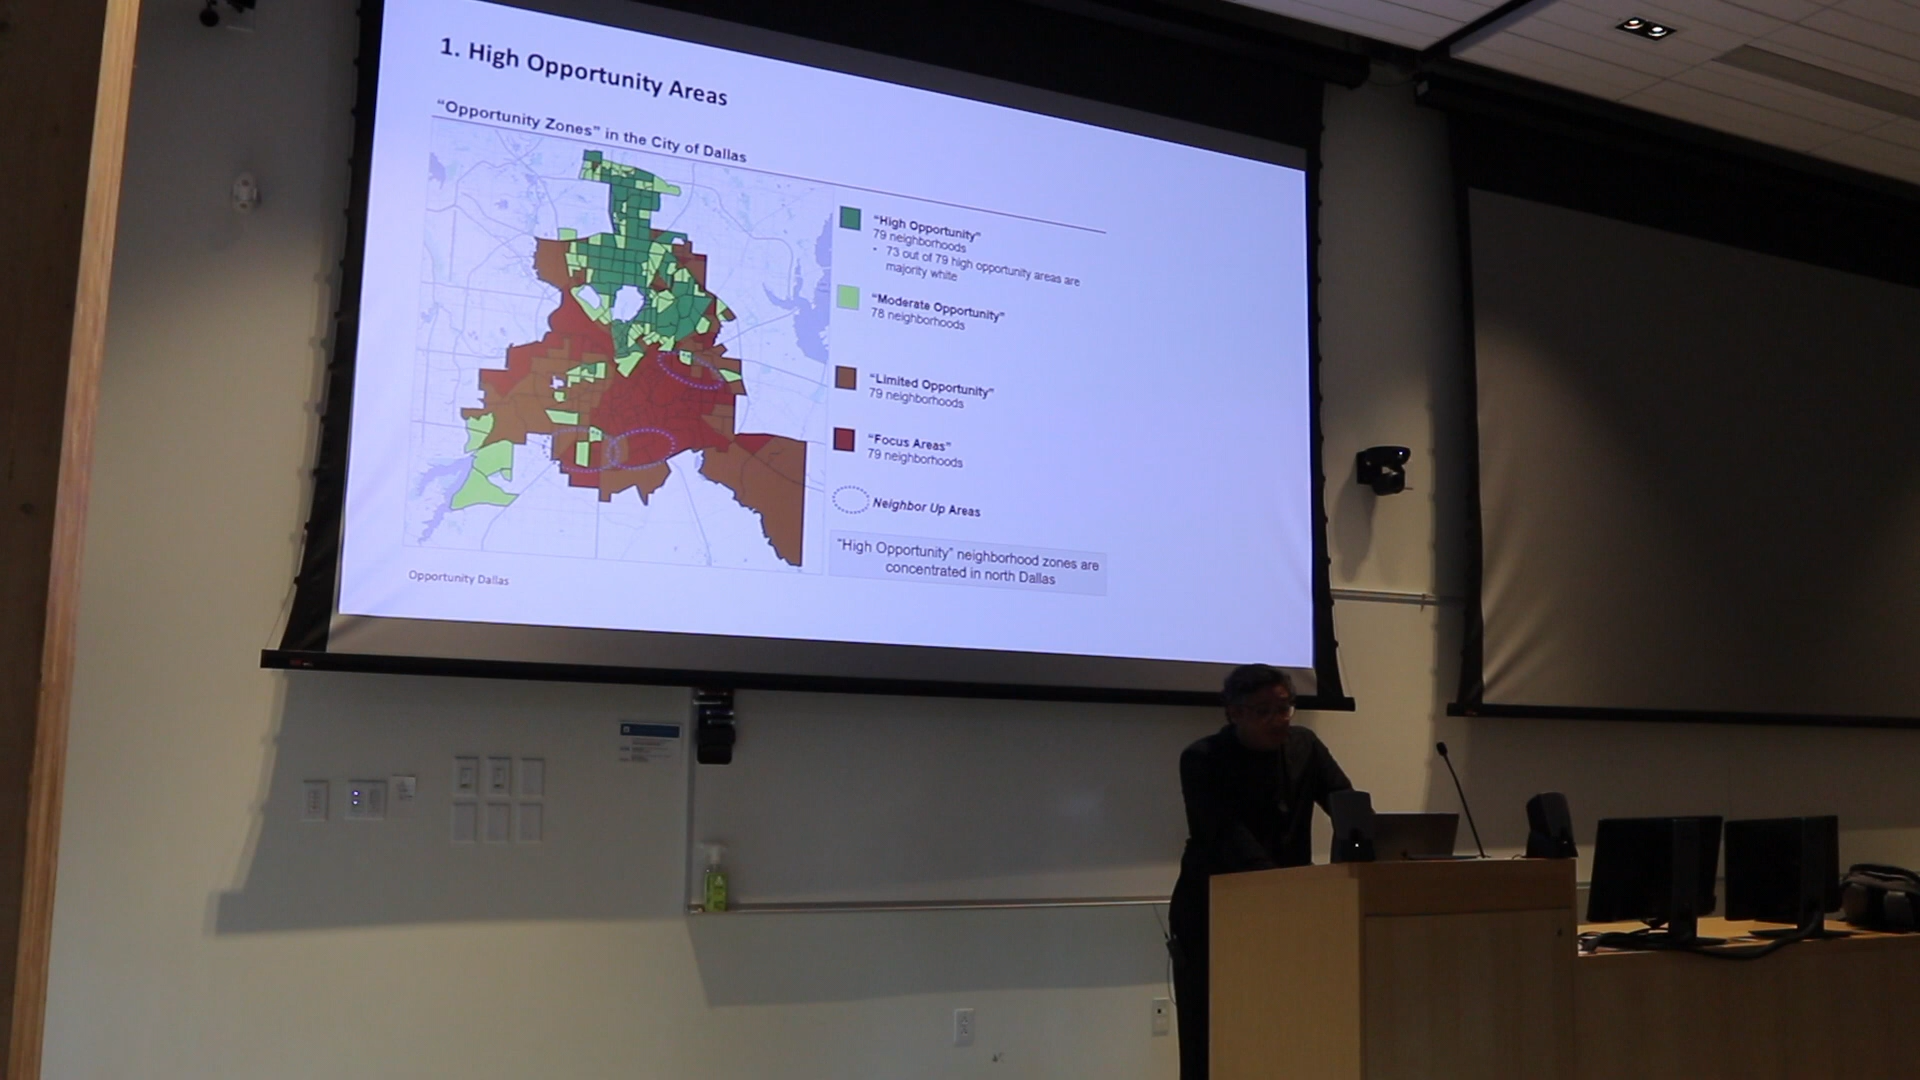 1. High Opportunity Areas
“Opportunity Zones” in the City of Dallas
“High Opportunity”
79 neighborhoods
• 73 out of 79 high opportunity areas are
majority white
“Moderate Opportunity”
78 neighborhoods
“Limited Opportunity”
79 neighborhoods
“Focus Areas”
79 neighborhoods
Neighbor Up Areas
“High Opportunity” neighborhood zones are
concentrated in north Dallas
Opportunity Dallas